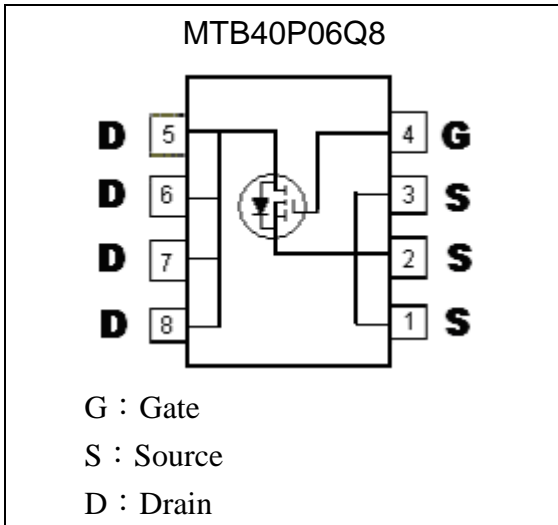 MTB40P06Q8
D 5 4 G
D 6 3 S
D 7 2 S
D 8 1 S
G：Gate
S：Source
D：Drain